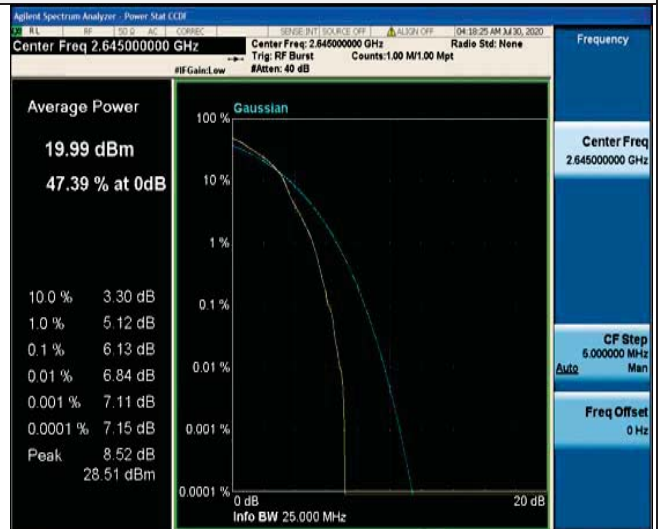 Agilent Spectrum Analyzer - Power Stat CCDF
RL RF 50 Ω AC CORREC SENSE:INT SOURCE OFF ALIGN OFF 04:18:25 AM Jul 30, 2020
Center Freq 2.645000000 GHz
Center Freq: 2.645000000 GHz Radio Std: None
Trig: RF Burst Counts:1.00 M/1.00 Mpt
#IFGain:Low #Atten: 40 dB
Frequency
Average Power
19.99 dBm
47.39 % at 0dB
10.0 % 3.30 dB
1.0 % 5.12 dB
0.1 % 6.13 dB
0.01 % 6.84 dB
0.001 % 7.11 dB
0.0001 % 7.15 dB
Peak 8.52 dB
28.51 dBm
Gaussian
100 %
10 %
1 %
0.1 %
0.01 %
0.001 %
0.0001 %
0 dB 20 dB
Info BW 25.000 MHz
Center Freq
2.645000000 GHz
CF Step
5.000000 MHz
Auto Man
Freq Offset
0 Hz